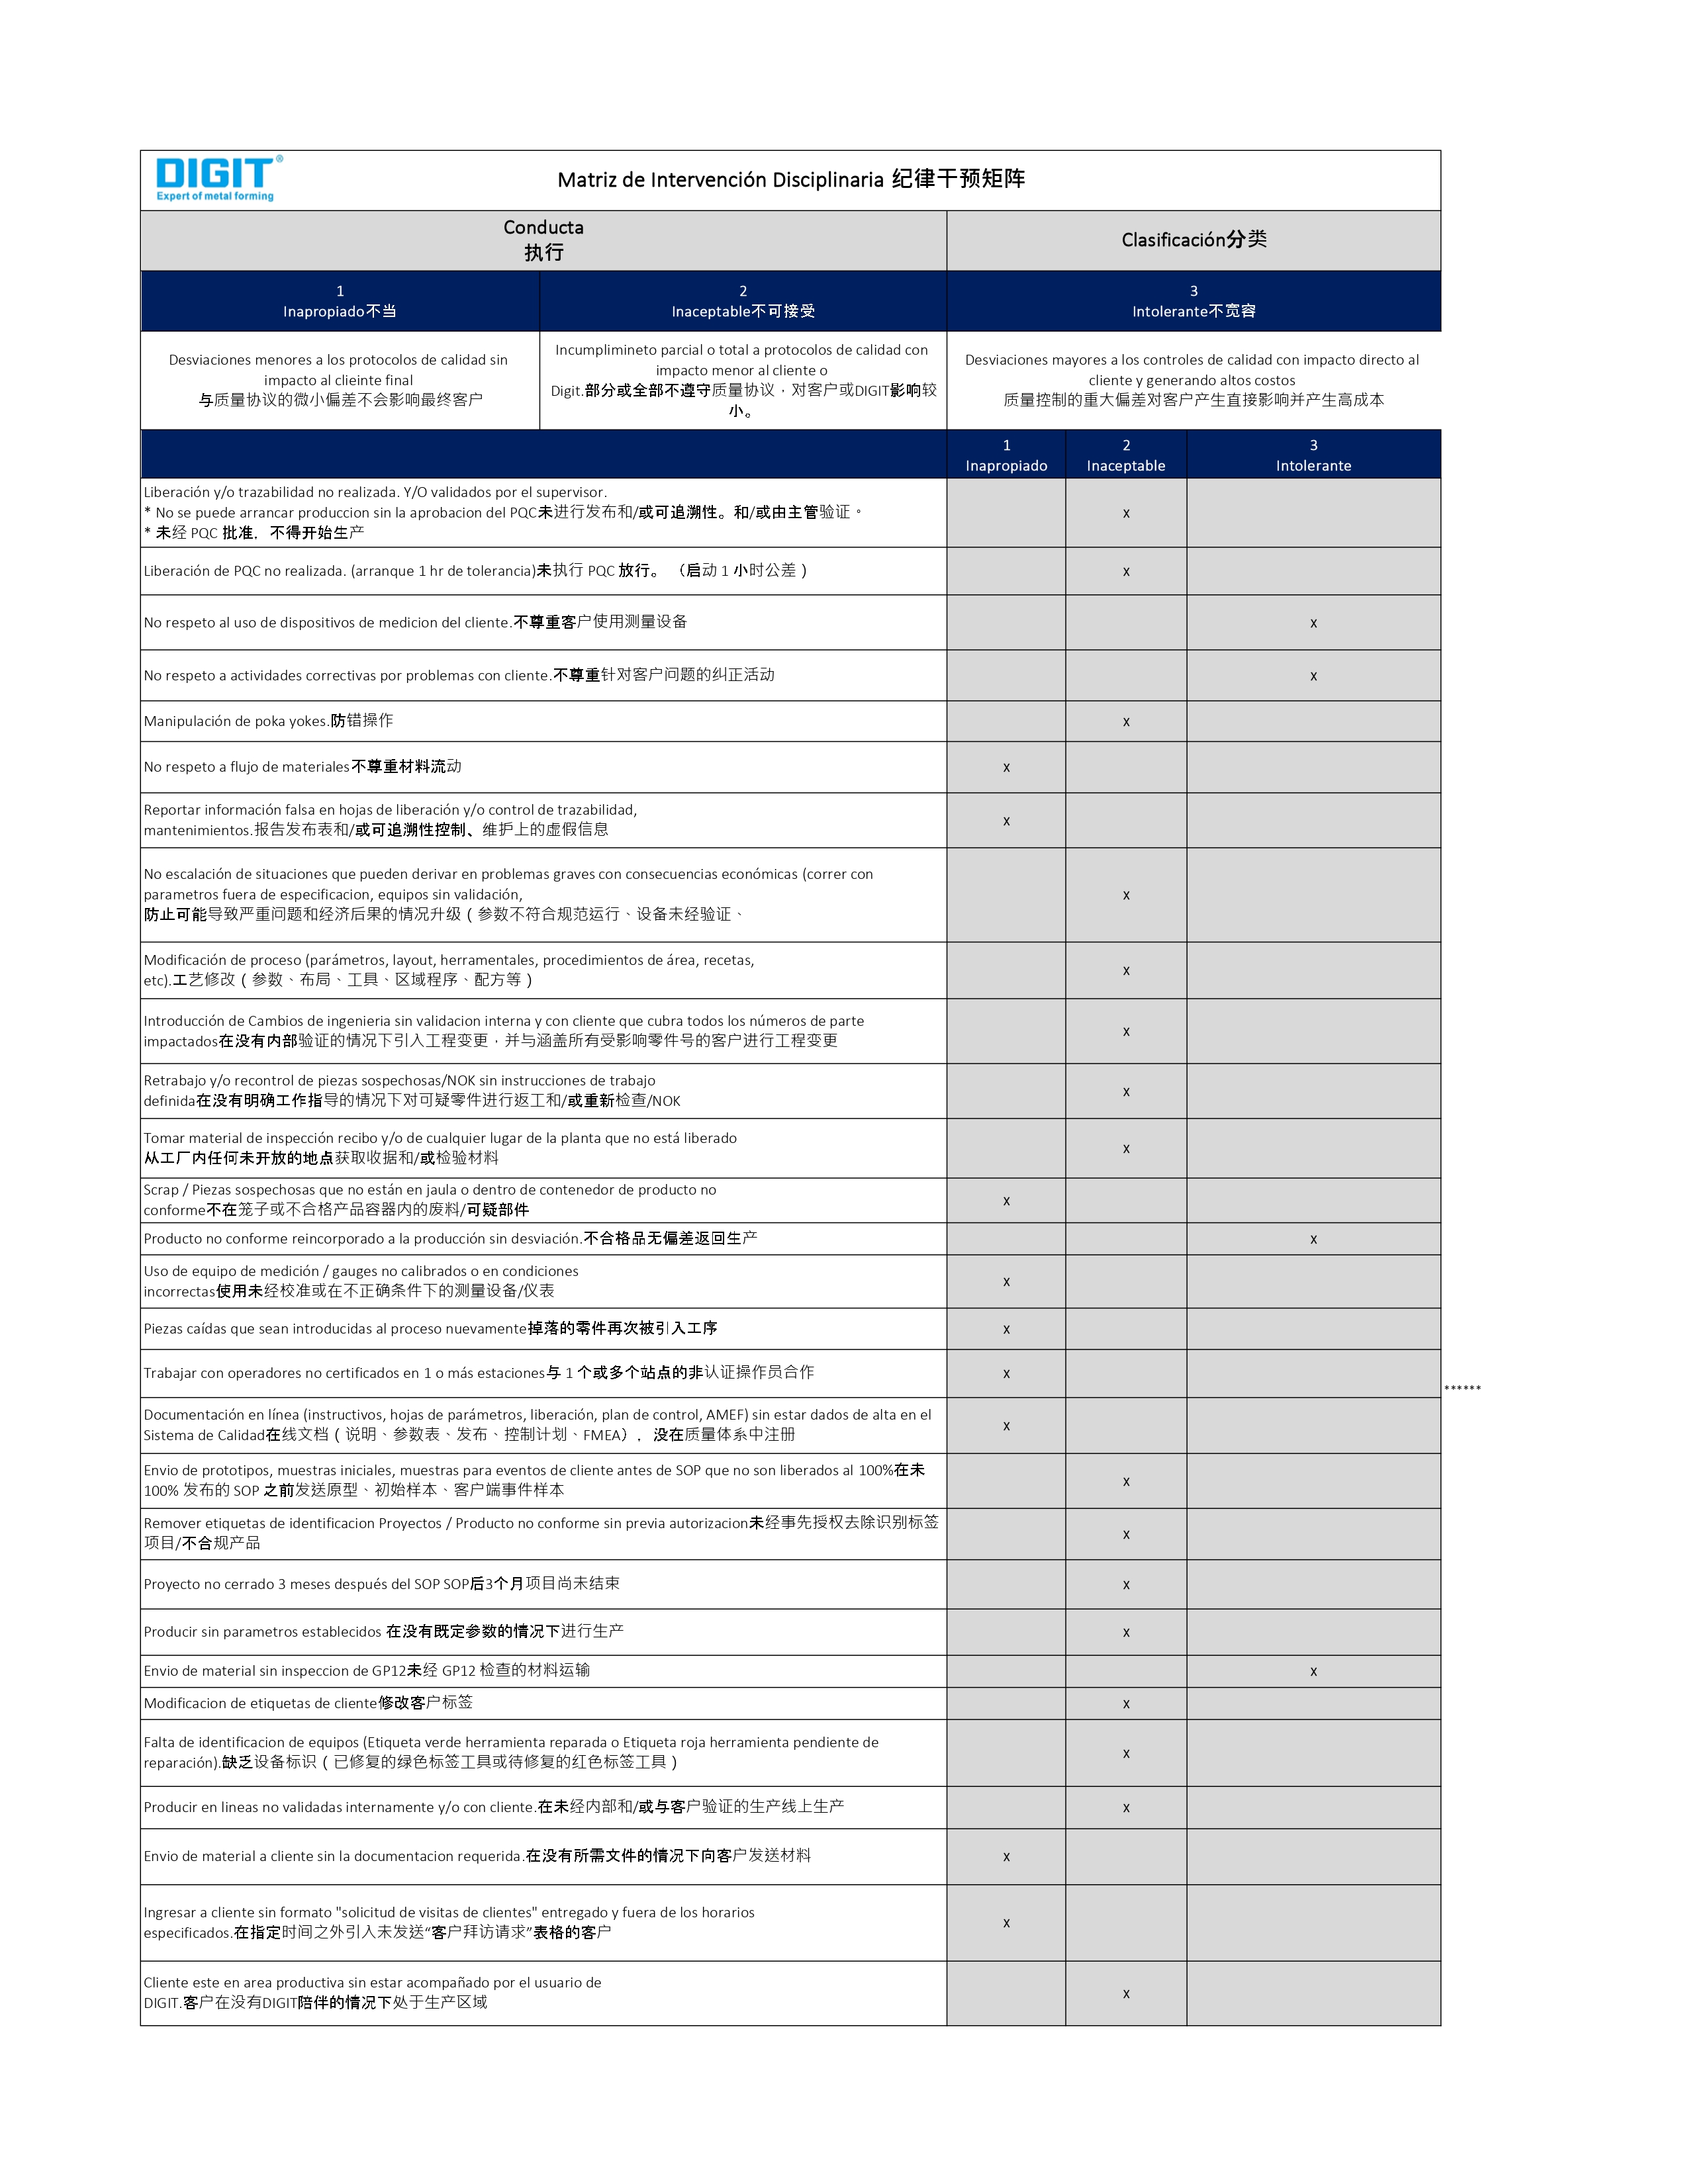 DIGIT®
Expert of metal forming
Matriz de Intervención Disciplinaria 纪律干预矩阵
Conducta
执行
Clasificación分类
1
Inapropiado不当
2
Inaceptable不可接受
3
Intolerante不宽容
Desviaciones menores a los protocolos de calidad sin
impacto al clieinte final
与质量协议的微小偏差不会影响最终客户
Incumplimineto parcial o total a protocolos de calidad con
impacto menor al cliente o
Digit.部分或全部不遵守质量协议，对客户或DIGIT影响较
小。
Desviaciones mayores a los controles de calidad con impacto directo al
cliente y generando altos costos
质量控制的重大偏差对客户产生直接影响并产生高成本
1
Inapropiado
2
Inaceptable
3
Intolerante
Liberación y/o trazabilidad no realizada. Y/O validados por el supervisor.
* No se puede arrancar produccion sin la aprobacion del PQC未进行发布和/或可追溯性。和/或由主管验证。
* 未经 PQC 批准，不得开始生产
x
Liberación de PQC no realizada. (arranque 1 hr de tolerancia)未执行 PQC 放行。 （启动 1 小时公差）
x
No respeto al uso de dispositivos de medicion del cliente.不尊重客户使用测量设备
x
No respeto a actividades correctivas por problemas con cliente.不尊重针对客户问题的纠正活动
x
Manipulación de poka yokes.防错操作
x
No respeto a flujo de materiales不尊重材料流动
x
Reportar información falsa en hojas de liberación y/o control de trazabilidad,
mantenimientos.报告发布表和/或可追溯性控制、维护上的虚假信息
x
No escalación de situaciones que pueden derivar en problemas graves con consecuencias económicas (correr con
parametros fuera de especificacion, equipos sin validación,
防止可能导致严重问题和经济后果的情况升级（参数不符合规范运行、设备未经验证、
x
Modificación de proceso (parámetros, layout, herramentales, procedimientos de área, recetas,
etc).工艺修改（参数、布局、工具、区域程序、配方等）
x
Introducción de Cambios de ingenieria sin validacion interna y con cliente que cubra todos los números de parte
impactados在没有内部验证的情况下引入工程变更，并与涵盖所有受影响零件号的客户进行工程变更
x
Retrabajo y/o recontrol de piezas sospechosas/NOK sin instrucciones de trabajo
definida在没有明确工作指导的情况下对可疑零件进行返工和/或重新检查/NOK
x
Tomar material de inspección recibo y/o de cualquier lugar de la planta que no está liberado
从工厂内任何未开放的地点获取收据和/或检验材料
x
Scrap / Piezas sospechosas que no están en jaula o dentro de contenedor de producto no
conforme不在笼子或不合格产品容器内的废料/可疑部件
x
Producto no conforme reincorporado a la producción sin desviación.不合格品无偏差返回生产
x
Uso de equipo de medición / gauges no calibrados o en condiciones
incorrectas使用未经校准或在不正确条件下的测量设备/仪表
x
Piezas caídas que sean introducidas al proceso nuevamente掉落的零件再次被引入工序
x
Trabajar con operadores no certificados en 1 o más estaciones与 1 个或多个站点的非认证操作员合作
x
******
Documentación en línea (instructivos, hojas de parámetros, liberación, plan de control, AMEF) sin estar dados de alta en el
Sistema de Calidad在线文档（说明、参数表、发布、控制计划、FMEA），没在质量体系中注册
x
Envio de prototipos, muestras iniciales, muestras para eventos de cliente antes de SOP que no son liberados al 100%在未
100% 发布的 SOP 之前发送原型、初始样本、客户端事件样本
x
Remover etiquetas de identificacion Proyectos / Producto no conforme sin previa autorizacion未经事先授权去除识别标签
项目/不合规产品
x
Proyecto no cerrado 3 meses después del SOP SOP后3个月项目尚未结束
x
Producir sin parametros establecidos 在没有既定参数的情况下进行生产
x
Envio de material sin inspeccion de GP12未经 GP12 检查的材料运输
x
Modificacion de etiquetas de cliente修改客户标签
x
Falta de identificacion de equipos (Etiqueta verde herramienta reparada o Etiqueta roja herramienta pendiente de
reparación).缺乏设备标识（已修复的绿色标签工具或待修复的红色标签工具）
x
Producir en lineas no validadas internamente y/o con cliente.在未经内部和/或与客户验证的生产线上生产
x
Envio de material a cliente sin la documentacion requerida.在没有所需文件的情况下向客户发送材料
x
Ingresar a cliente sin formato "solicitud de visitas de clientes" entregado y fuera de los horarios
especificados.在指定时间之外引入未发送“客户拜访请求”表格的客户
x
Cliente este en area productiva sin estar acompañado por el usuario de
DIGIT.客户在没有DIGIT陪伴的情况下处于生产区域
x